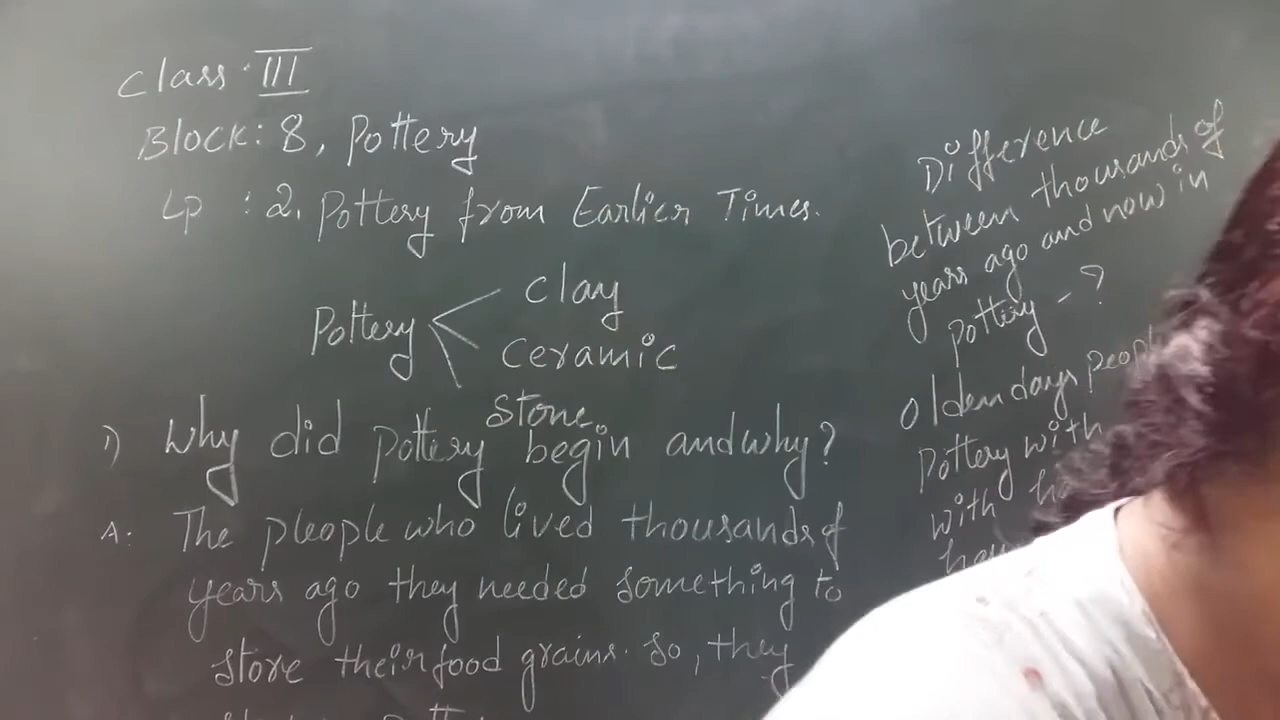 Class III
Block: 8, Pottery
LP : 2. Pottery from Earlier Times.
Pottery
Clay
Ceramic
Stone
1) Why did pottery begin and why?
A: The pleople who lived thousands of
years ago they needed something to
store their food grains. So, they
Difference
between thousands of
years ago and now in
pottery - ?
Olden days
Pottery with
with